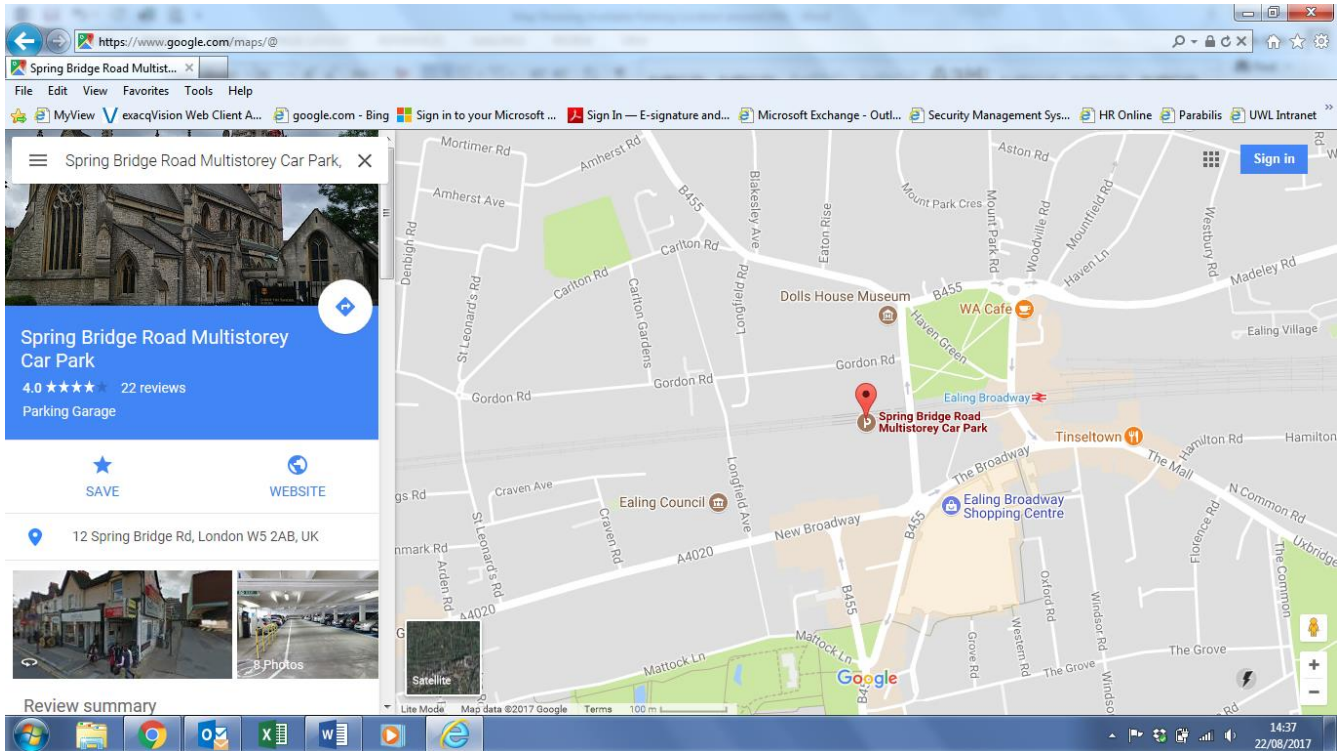 https://www.google.com/maps/@
Spring Bridge Road Multist...
File Edit View Favorites Tools Help
MyView exacqVision Web Client A... google.com - Bing Sign in to your Microsoft ... Sign In — E-signature and... Microsoft Exchange - Outl... Security Management Sys... HR Online Parabilis UWL Intranet
Spring Bridge Road Multistorey Car Park,
Spring Bridge Road Multistorey
Car Park
4.0 22 reviews
Parking Garage
SAVE WEBSITE
12 Spring Bridge Rd, London W5 2AB, UK
8 Photos
Review summary
Sign in
Mortimer Rd
Amherst Rd
Aston Rd
Amherst Ave
B455
Blakesley Ave
Eaton Rise
Mount Park Cres
Mount Park Rd
Woodville Rd
Mountfield Rd
Westbury Rd
Denbigh Rd
Carlton Rd
Carlton Rd
Haven Ln
Madeley Rd
St Leonard's Rd
Carlton Gardens
Longfield Rd
Dolls House Museum
B455
WA Cafe
Haven Green
Ealing Village
Gordon Rd
Gordon Rd
Gordon Rd
Ealing Broadway
Spring Bridge Road
Multistorey Car Park
Tinseltown
Hamilton Rd
Hamilton
The Broadway
The Mall
gs Rd
Craven Ave
Longfield Ave
Ealing Council
Ealing Broadway
Shopping Centre
N Common Rd
St Leonard's Rd
Craven Rd
New Broadway
B455
Florence Rd
Uxbridge
nmark Rd
A4020
The Common
Arden Rd
A4020
B455
Oxford Rd
Windsor Rd
Mattock Ln
Mattock Ln
Grove Rd
Western Rd
The Grove
The Grove
Windso
Rd
Satellite
Google
Lite Mode Map data ©2017 Google Terms 100 m
14:37
22/08/2017